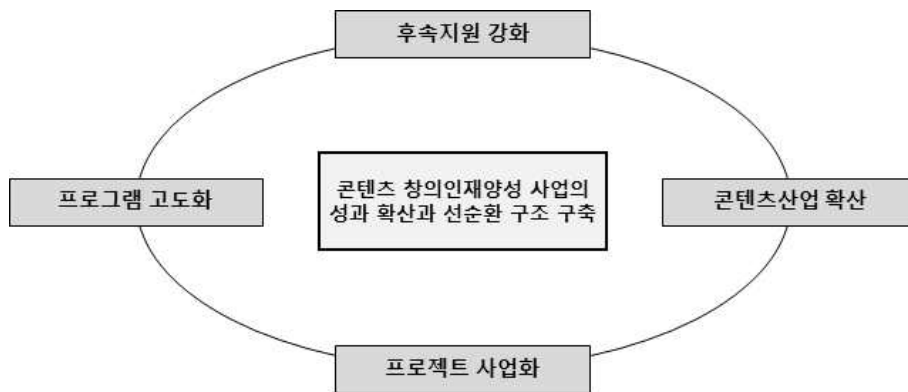 후속지원 강화
프로그램 고도화
콘텐츠 창의인재양성 사업의
성과 확산과 선순환 구조 구축
콘텐츠산업 확산
프로젝트 사업화